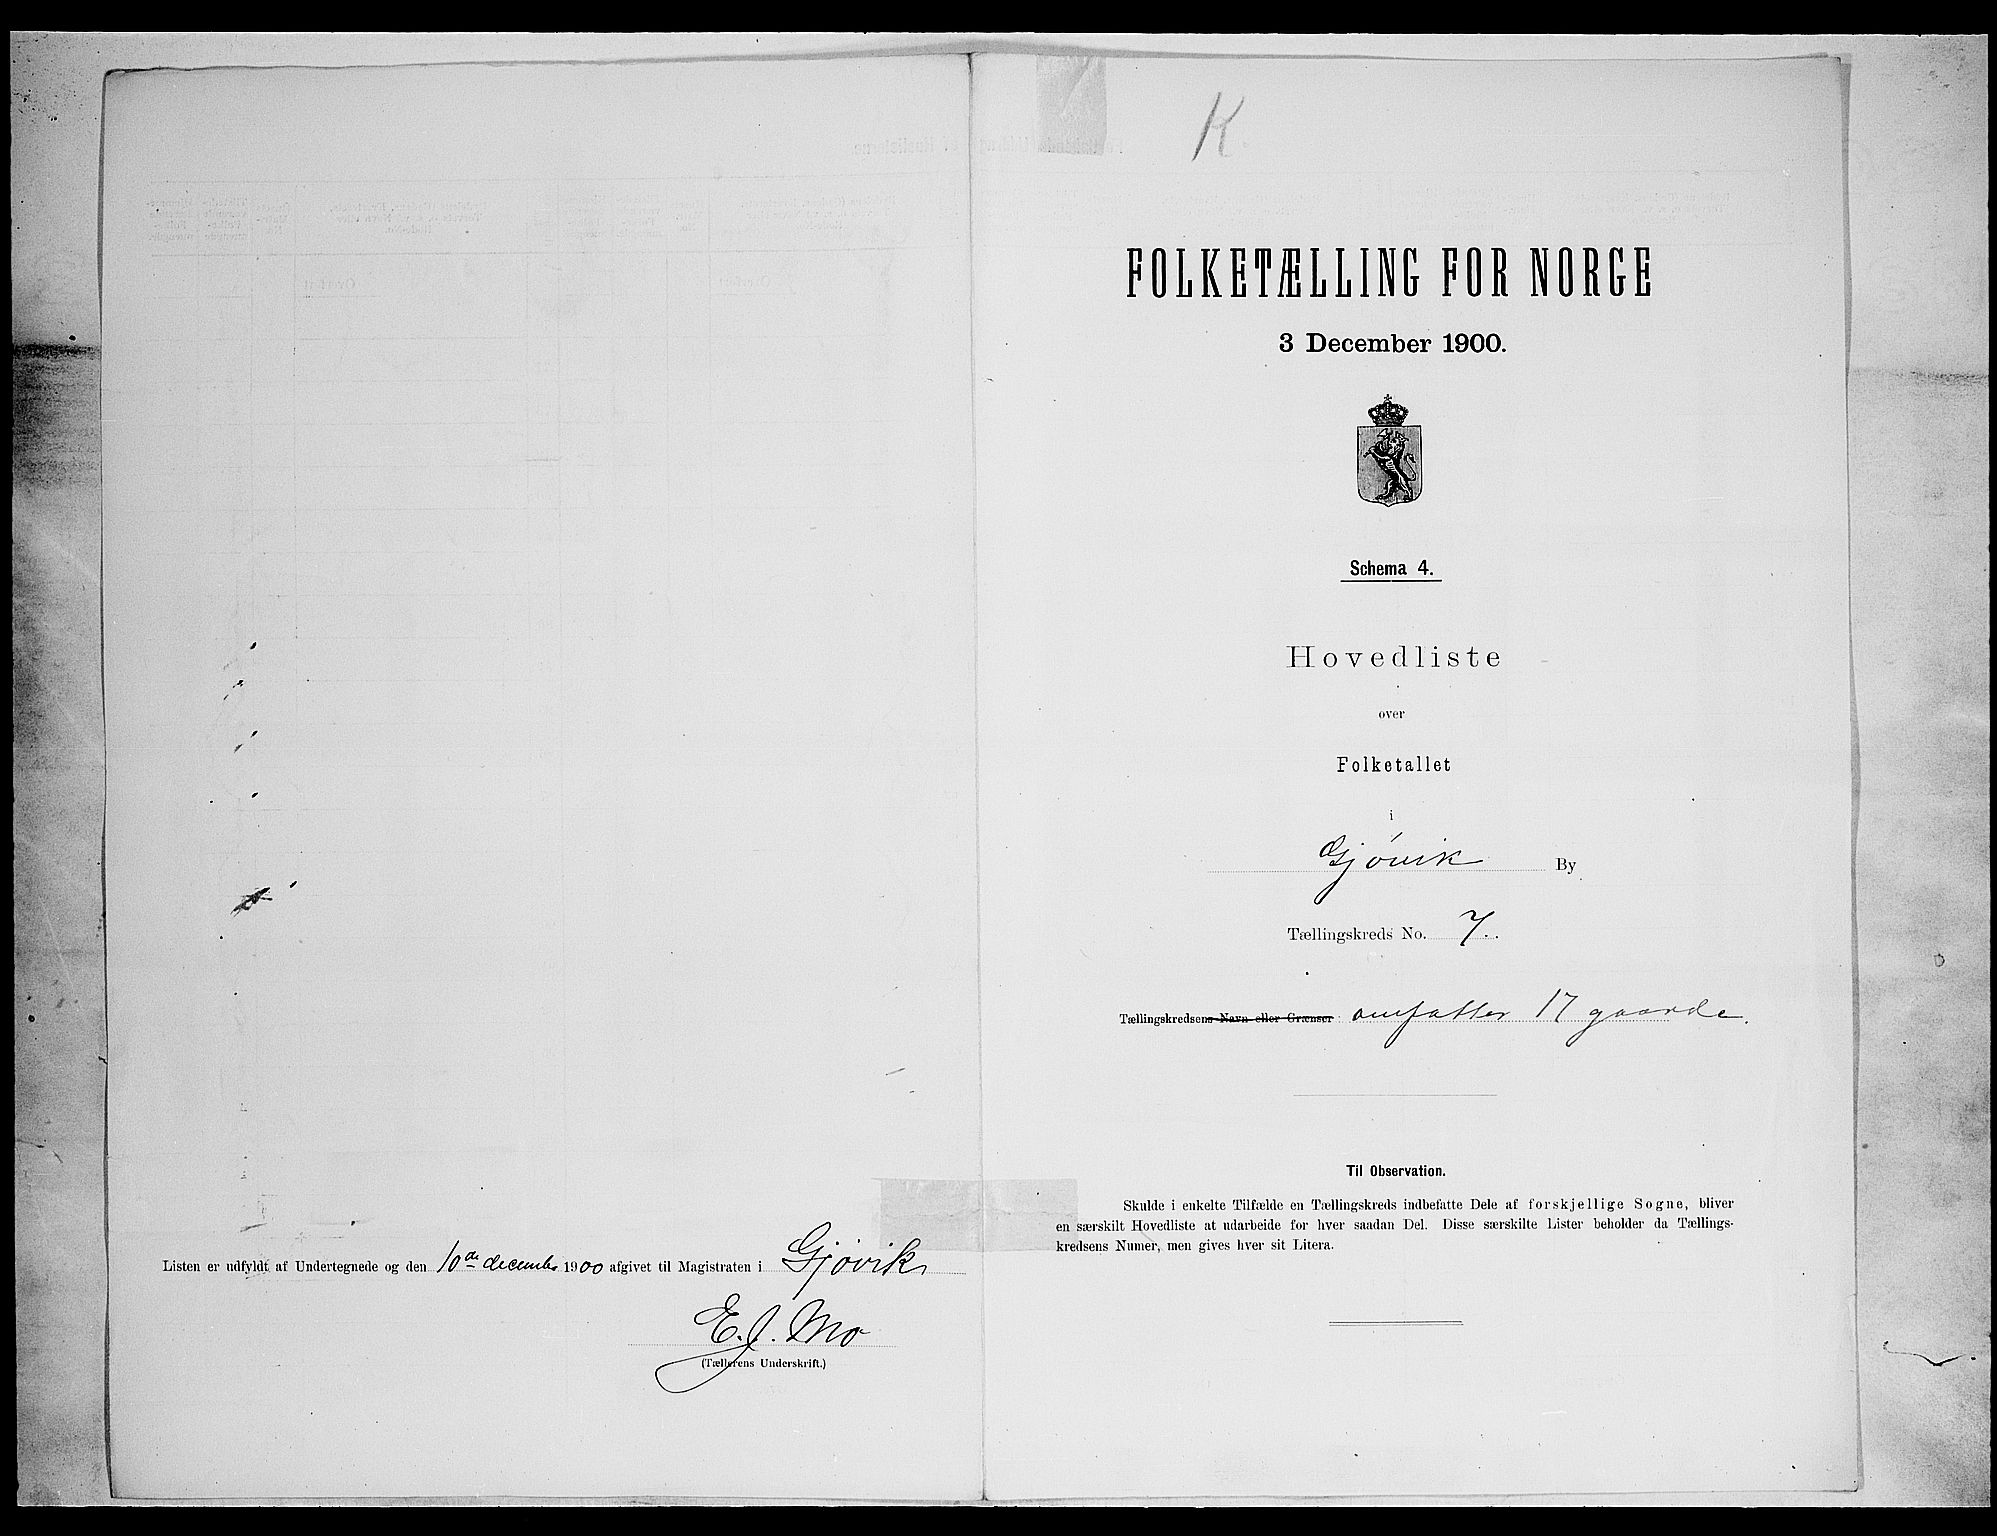 Listen er udfyldt af Undertegnede og den 10de december 1900 afgivet til Magistraten i Gjøvik
E. J. Mo
(Tællerens Underskrift.)
K.
FOLKETÆLLING FOR NORGE
3 December 1900.
Schema 4.
Hovedliste
over
Folketallet
i
Gjøvik By
Tællingskreds No. 7.
Tællingskredsens Navn eller Grænser: omfatter 17 gaarde.
Til Observation.
Skulde i enkelte Tilfælde en Tællingskreds indbefatte Dele af forskjellige Sogne, bliver
en særskilt Hovedliste at udarbeide for hver saadan Del. Disse særskilte Lister beholder da Tællings-
kredsens Numer, men gives hver sit Litera.